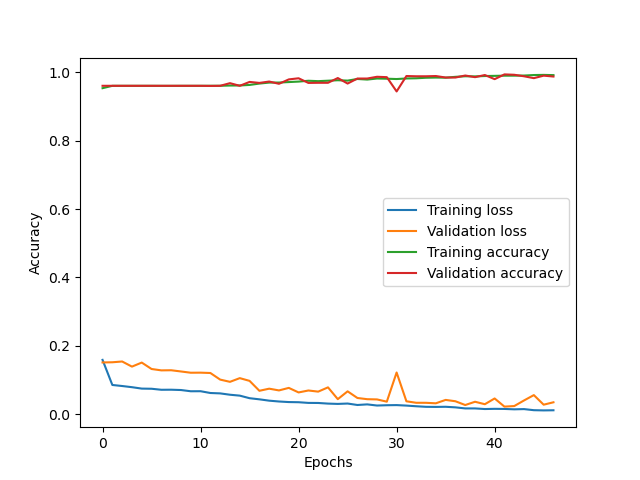 1.0
0.8
0.6
0.4
0.2
0.0
Accuracy
Training loss
Validation loss
Training accuracy
Validation accuracy
0 10 20 30 40
Epochs